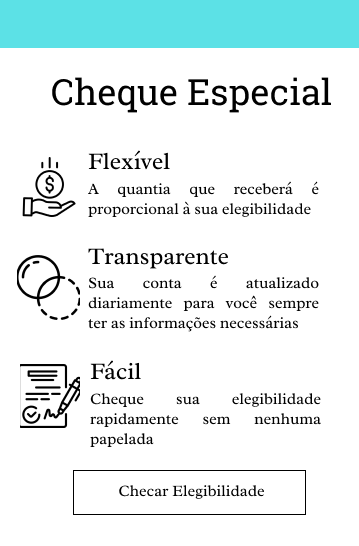 Cheque Especial
Flexível
A quantia que receberá é
proporcional à sua elegibilidade
Transparente
Sua conta é atualizado
diariamente para você sempre
ter as informações necessárias
Fácil
Cheque sua elegibilidade
rapidamente sem nenhuma
papelada
Checar Elegibilidade